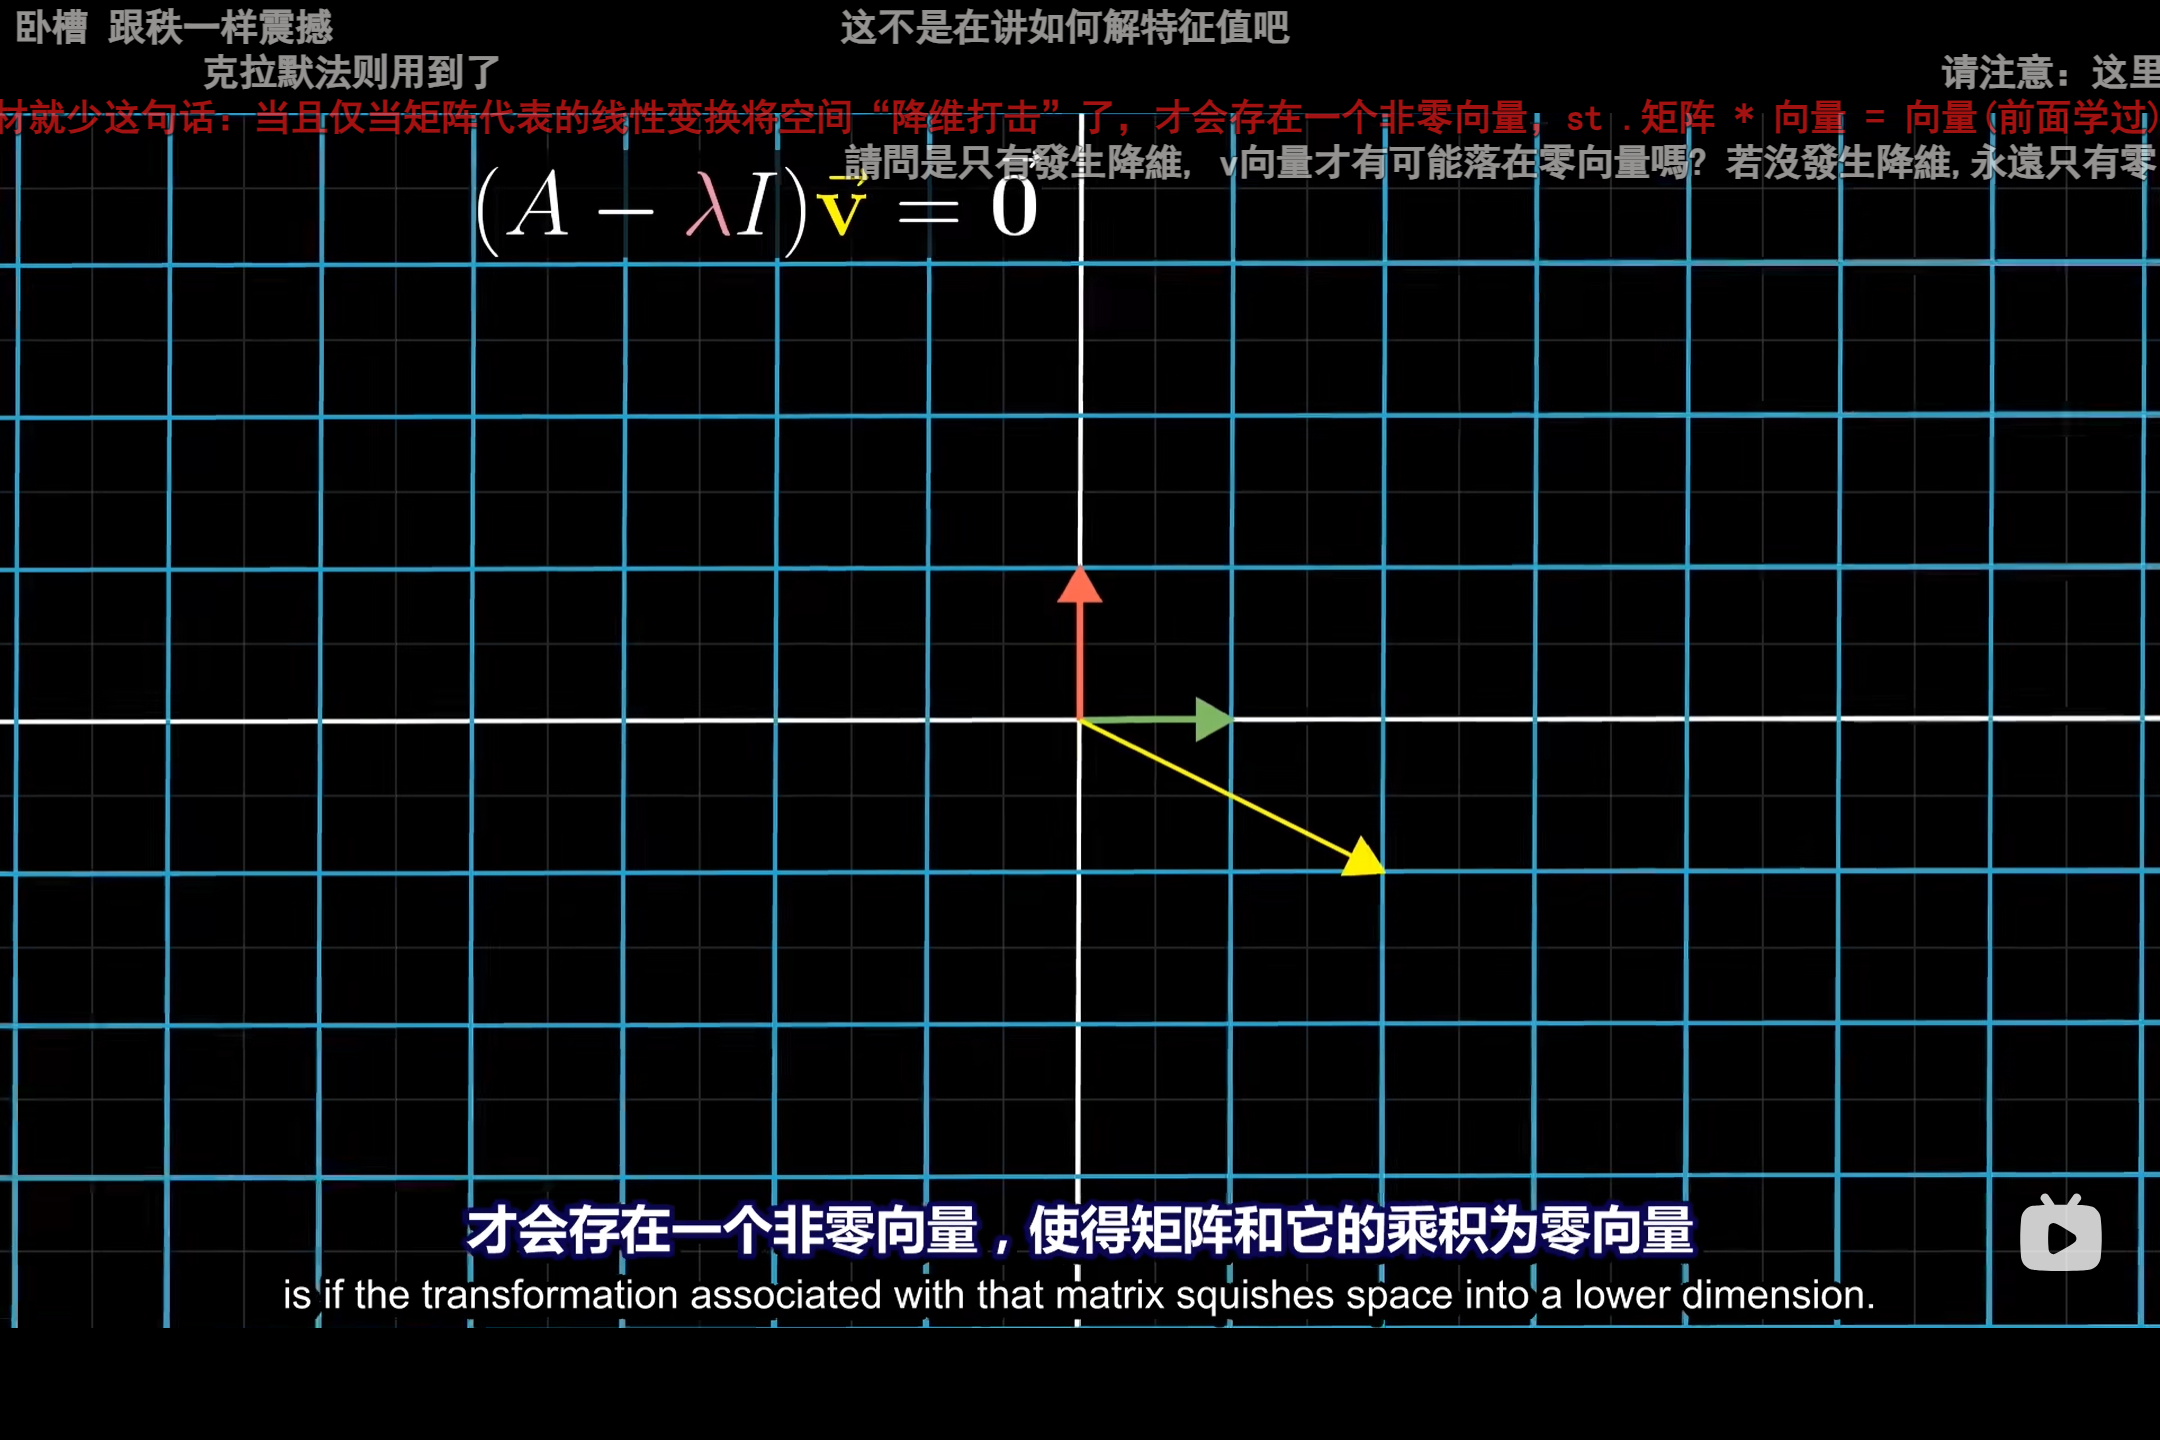 卧槽 跟秩一样震撼
这不是在讲如何解特征值吧
克拉默法则用到了
请注意：这里
材就少这句话：当且仅当矩阵代表的线性变换将空间“降维打击”了，才会存在一个非零向量，st．矩阵 * 向量 = 向量(前面学过)
請問是只有發生降維，v向量才有可能落在零向量嗎？若沒發生降維,永遠只有零
(A − λI)v⃗ = 0⃗
才会存在一个非零向量，使得矩阵和它的乘积为零向量
is if the transformation associated with that matrix squishes space into a lower dimension.